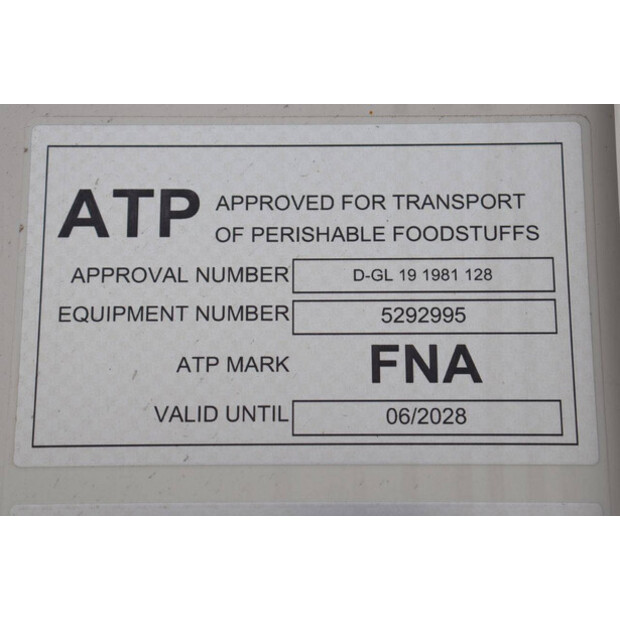 ATP APPROVED FOR TRANSPORT
OF PERISHABLE FOODSTUFFS
APPROVAL NUMBER D-GL 19 1981 128
EQUIPMENT NUMBER 5292995
ATP MARK FNA
VALID UNTIL 06/2028